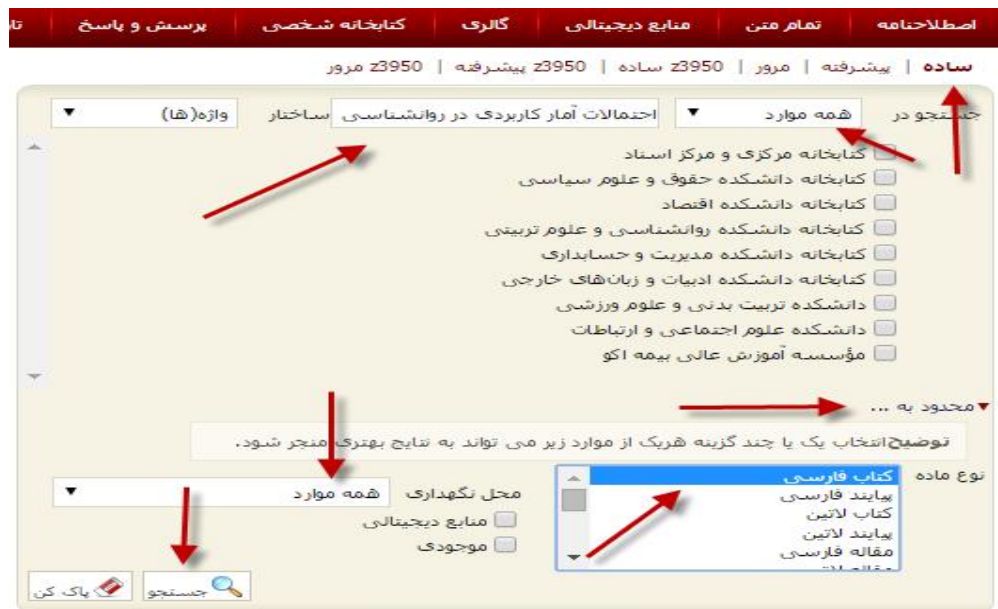 اصطلاحنامه تمام متن منابع دیجیتالی گالری کتابخانه شخصی پرسش و پاسخ
ساده | پیشرفته | مرور | z3950 ساده | z3950 پیشرفته | z3950 مرور
جستجو در همه موارد احتمالات آمار کاربردی در روانشناسی ساختار واژه(ها)
کتابخانه مرکزی و مرکز اسناد
کتابخانه دانشکده حقوق و علوم سیاسی
کتابخانه دانشکده اقتصاد
کتابخانه دانشکده روانشناسی و علوم تربیتی
کتابخانه دانشکده مدیریت و حسابداری
کتابخانه دانشکده ادبیات و زبان‌های خارجی
دانشکده تربیت بدنی و علوم ورزشی
دانشکده علوم اجتماعی و ارتباطات
مؤسسه آموزش عالی بیمه اکو
محدود به ...
توضیح انتخاب یک یا چند گزینه هریک از موارد زیر می تواند به نتایج بهتری منجر شود.
نوع ماده کتاب فارسی
پیایند فارسی
کتاب لاتین
پیایند لاتین
مقاله فارسی
محل نگهداری همه موارد
منابع دیجیتالی
موجودی
جستجو پاک کن